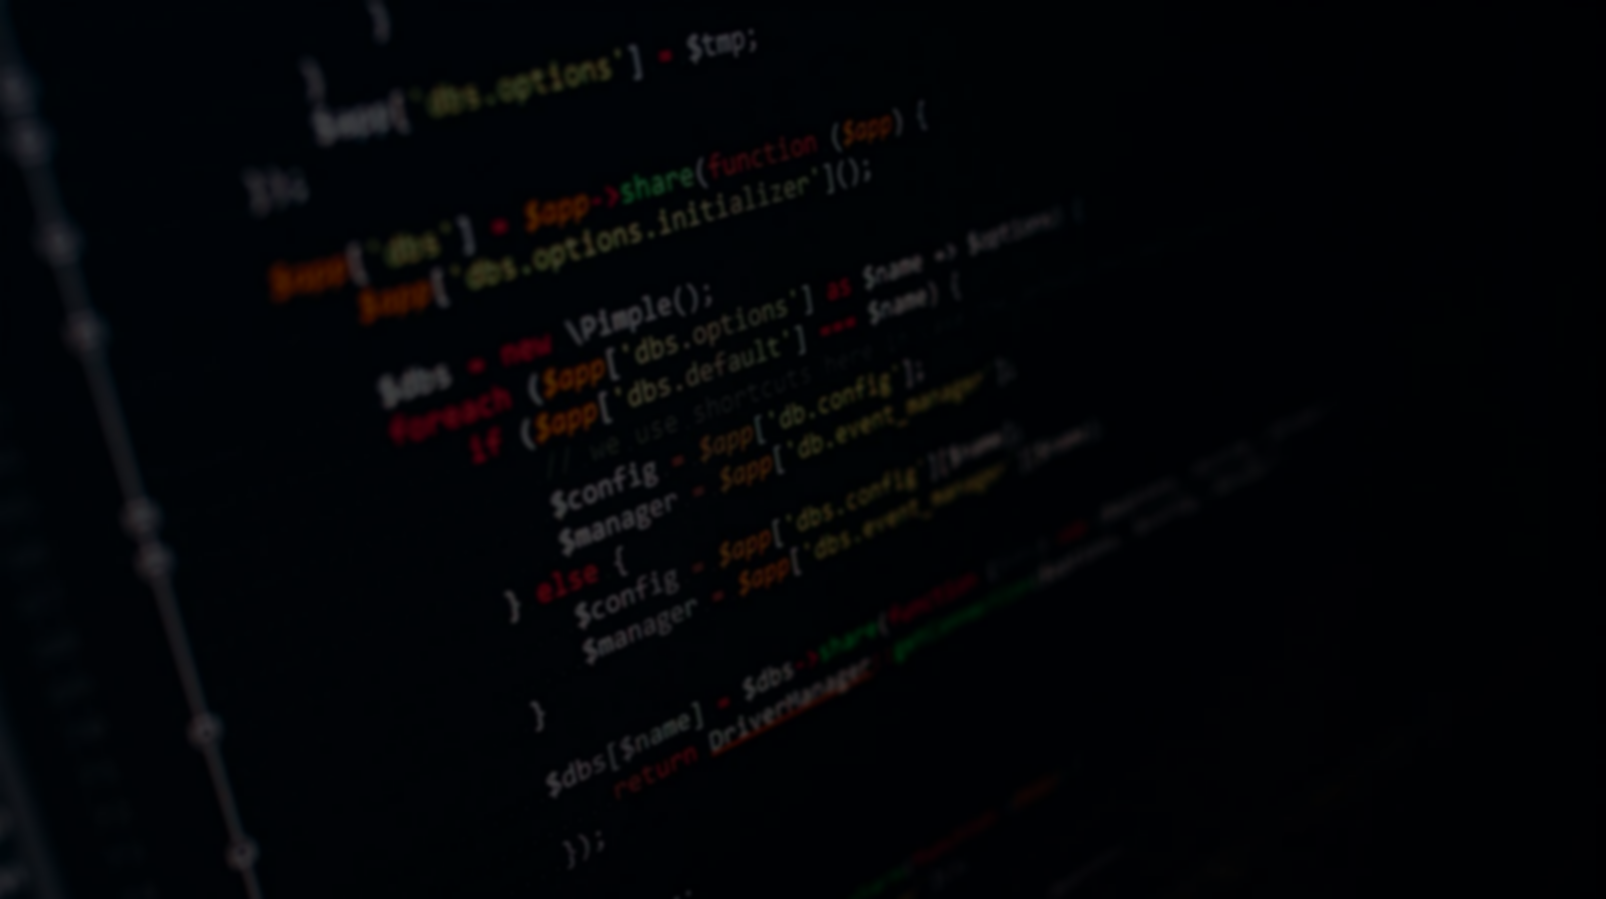 }
}
$app['dbs.options'] = $tmp;
});
$app['dbs'] = $app->share(function ($app) {
$app['dbs.options.initializer']();
$dbs = new \Pimple();
foreach ($app['dbs.options'] as $name => $options) {
if ($app['dbs.default'] === $name) {
// we use shortcuts here
$config = $app['db.config'];
$manager = $app['db.event_manager'];
} else {
$config = $app['dbs.config'][$name];
$manager = $app['dbs.event_manager'][$name]
}
$dbs[$name] = $dbs->share(function (
return DriverManager
});